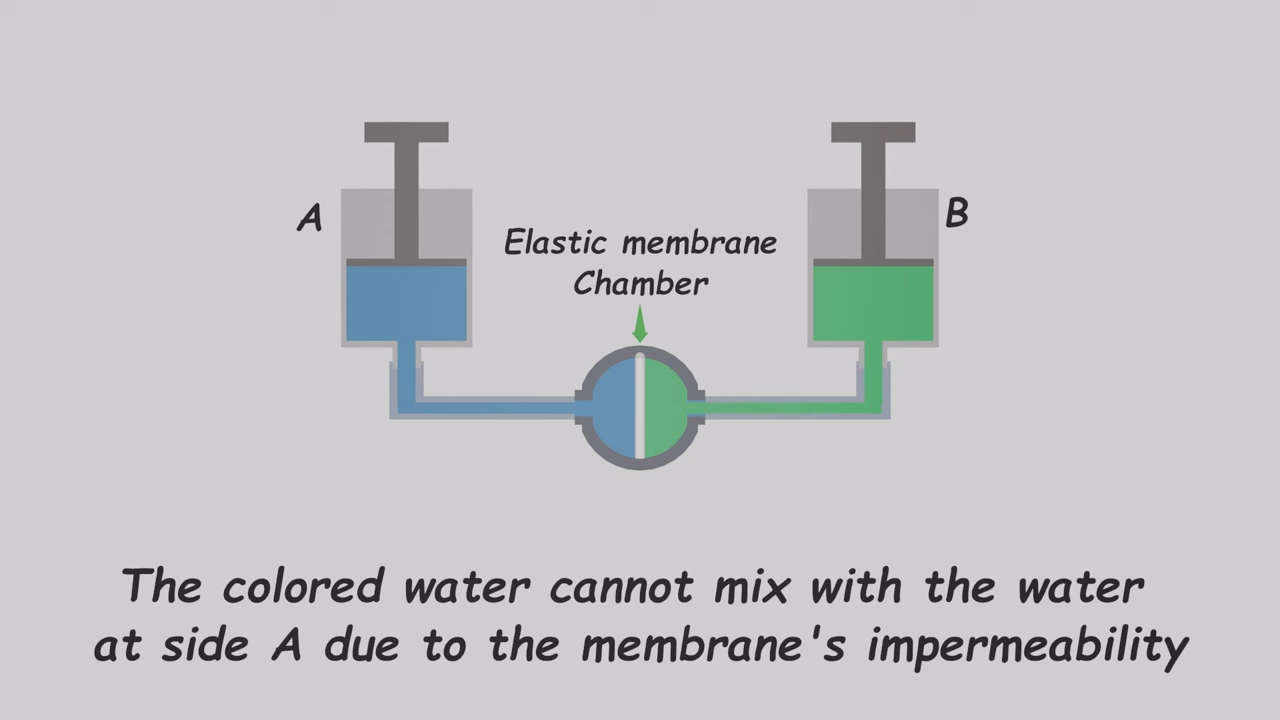 A
B
Elastic membrane
Chamber
The colored water cannot mix with the water
at side A due to the membrane's impermeability